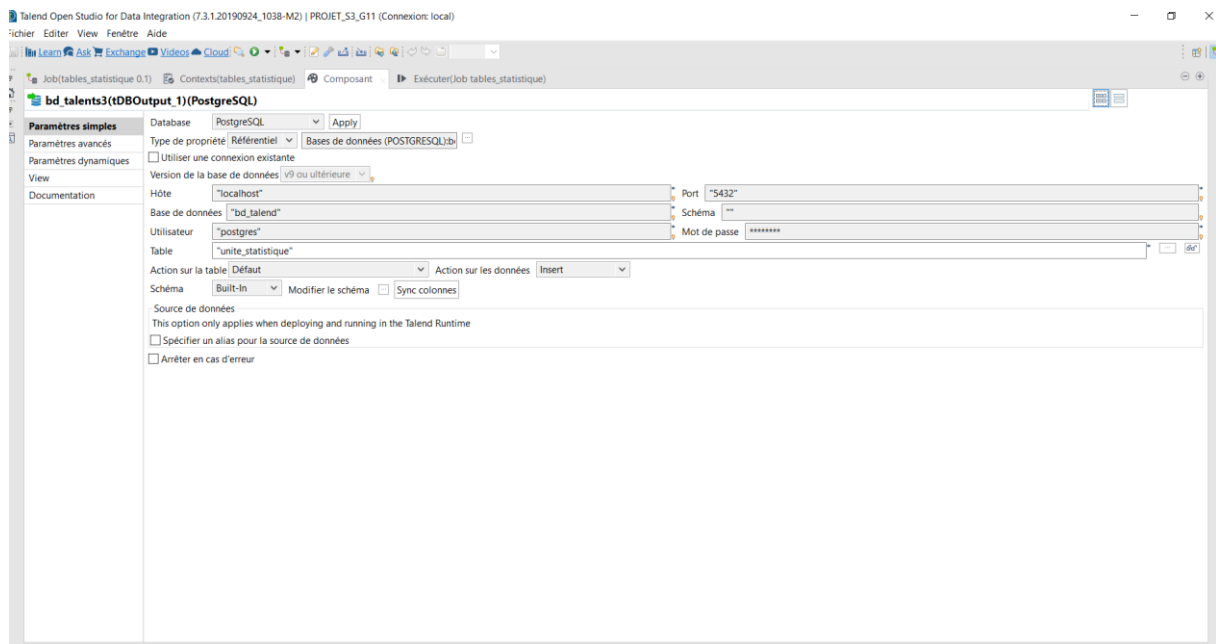 Talend Open Studio for Data Integration (7.3.1.20190924_1038-M2) | PROJET_S3_G11 (Connexion: local)
Fichier Editer View Fenêtre Aide
Learn Ask Exchange Videos Cloud
Job(tables_statistique 0.1) Contexts(tables_statistique) Composant Exécuter(Job tables_statistique)
bd_talents3(tDBOutput_1)(PostgreSQL)
Paramètres simples
Paramètres avancés
Paramètres dynamiques
View
Documentation
Database PostgreSQL Apply
Type de propriété Référentiel Bases de données (POSTGRESQL):b
Utiliser une connexion existante
Version de la base de données v9 ou ultérieure
Hôte "localhost" * Port "5432" *
Base de données "bd_talend" * Schéma ""
Utilisateur "postgres" * Mot de passe ******** *
Table "unite_statistique" * ...
Action sur la table Défaut Action sur les données Insert
Schéma Built-In Modifier le schéma ... Sync colonnes
Source de données
This option only applies when deploying and running in the Talend Runtime
Spécifier un alias pour la source de données
Arrêter en cas d'erreur